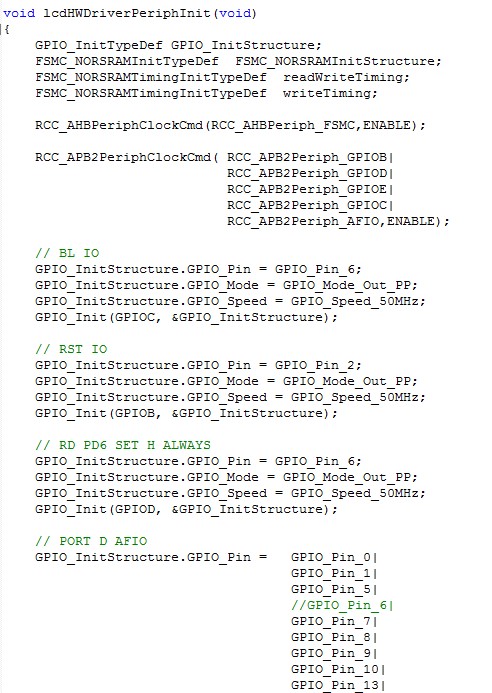 void lcdHWDriverPeriphInit(void)
{
    GPIO_InitTypeDef GPIO_InitStructure;
    FSMC_NORSRAMInitTypeDef  FSMC_NORSRAMInitStructure;
    FSMC_NORSRAMTimingInitTypeDef  readWriteTiming;
    FSMC_NORSRAMTimingInitTypeDef  writeTiming;

    RCC_AHBPeriphClockCmd(RCC_AHBPeriph_FSMC,ENABLE);

    RCC_APB2PeriphClockCmd( RCC_APB2Periph_GPIOB|
                            RCC_APB2Periph_GPIOD|
                            RCC_APB2Periph_GPIOE|
                            RCC_APB2Periph_GPIOC|
                            RCC_APB2Periph_AFIO,ENABLE);

    // BL IO
    GPIO_InitStructure.GPIO_Pin = GPIO_Pin_6;
    GPIO_InitStructure.GPIO_Mode = GPIO_Mode_Out_PP;
    GPIO_InitStructure.GPIO_Speed = GPIO_Speed_50MHz;
    GPIO_Init(GPIOC, &GPIO_InitStructure);

    // RST IO
    GPIO_InitStructure.GPIO_Pin = GPIO_Pin_2;
    GPIO_InitStructure.GPIO_Mode = GPIO_Mode_Out_PP;
    GPIO_InitStructure.GPIO_Speed = GPIO_Speed_50MHz;
    GPIO_Init(GPIOB, &GPIO_InitStructure);

    // RD PD6 SET H ALWAYS
    GPIO_InitStructure.GPIO_Pin = GPIO_Pin_6;
    GPIO_InitStructure.GPIO_Mode = GPIO_Mode_Out_PP;
    GPIO_InitStructure.GPIO_Speed = GPIO_Speed_50MHz;
    GPIO_Init(GPIOD, &GPIO_InitStructure);

    // PORT D AFIO
    GPIO_InitStructure.GPIO_Pin =   GPIO_Pin_0|
                                    GPIO_Pin_1|
                                    GPIO_Pin_5|
                                    //GPIO_Pin_6|
                                    GPIO_Pin_7|
                                    GPIO_Pin_8|
                                    GPIO_Pin_9|
                                    GPIO_Pin_10|
                                    GPIO_Pin_13|